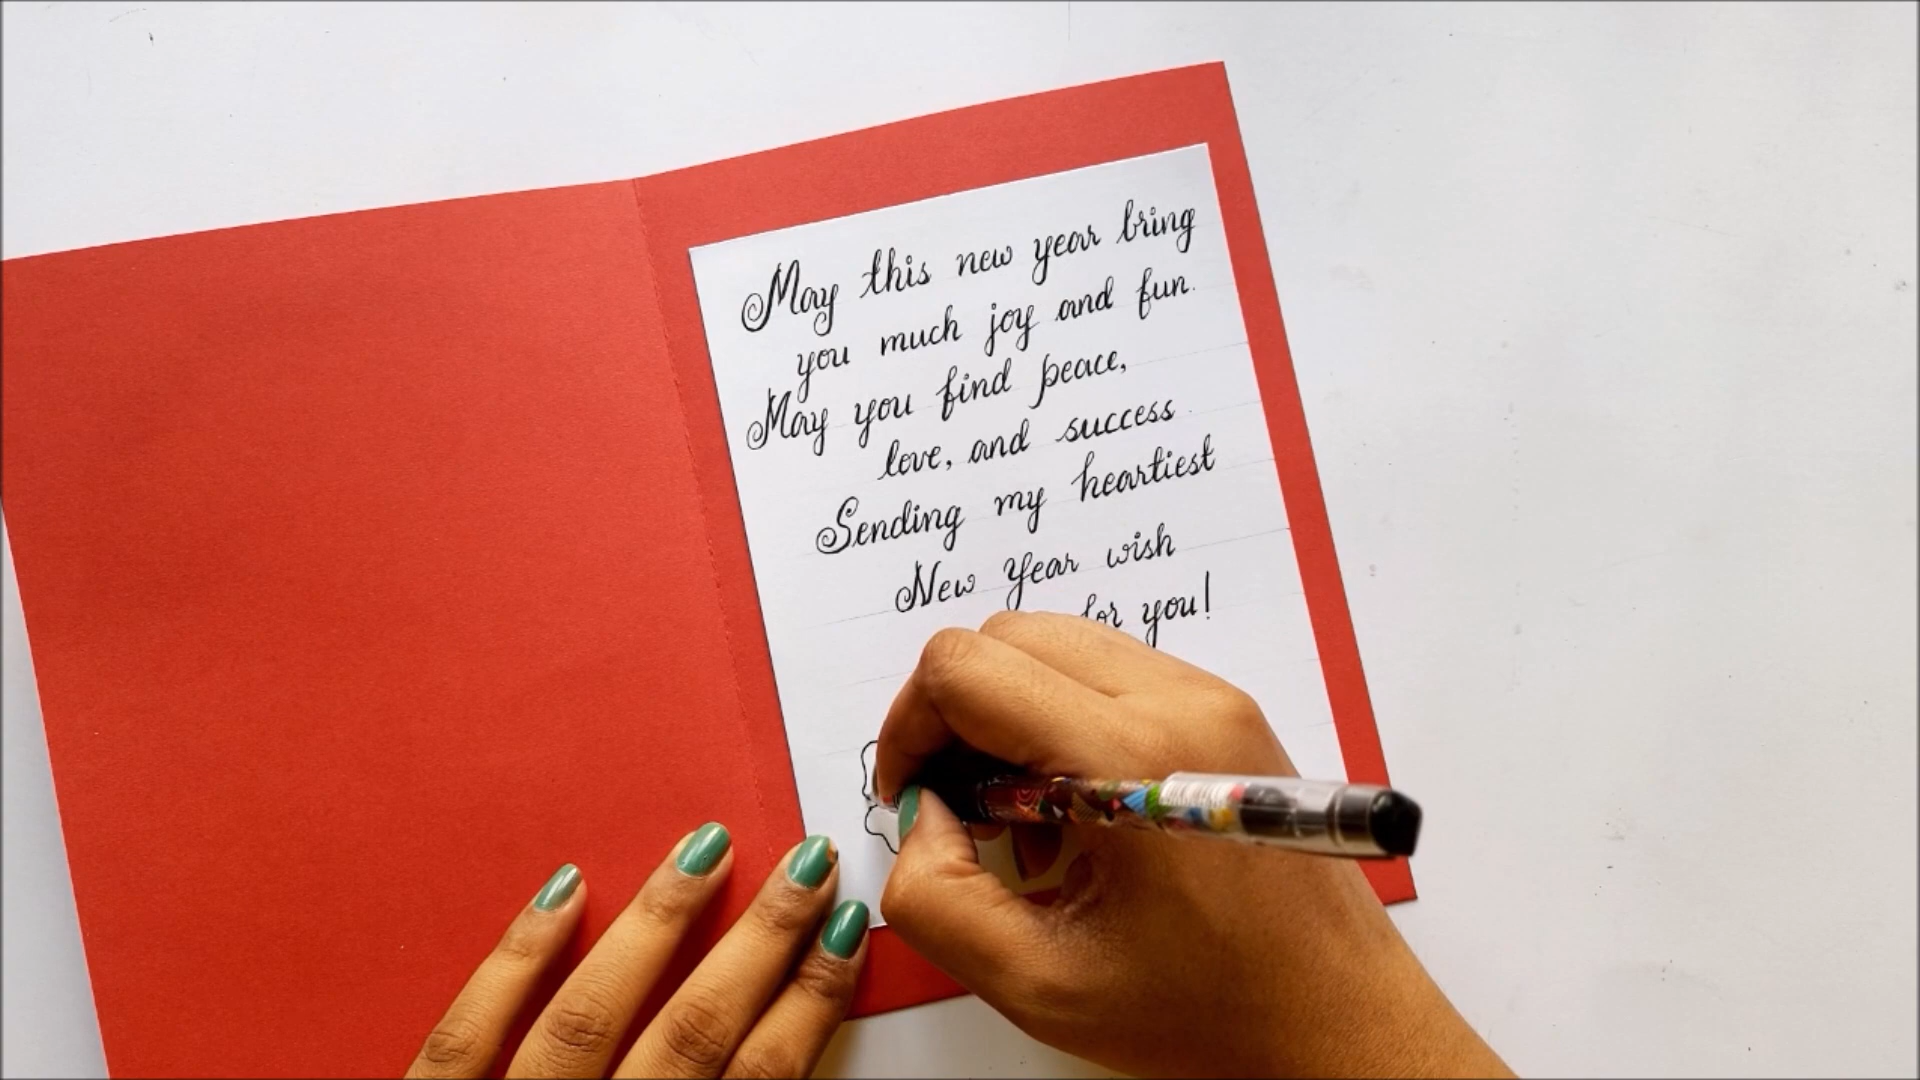 May this new year bring
you much joy and fun.
May you find peace,
love, and success.
Sending my heartiest
New Year wish
for you!